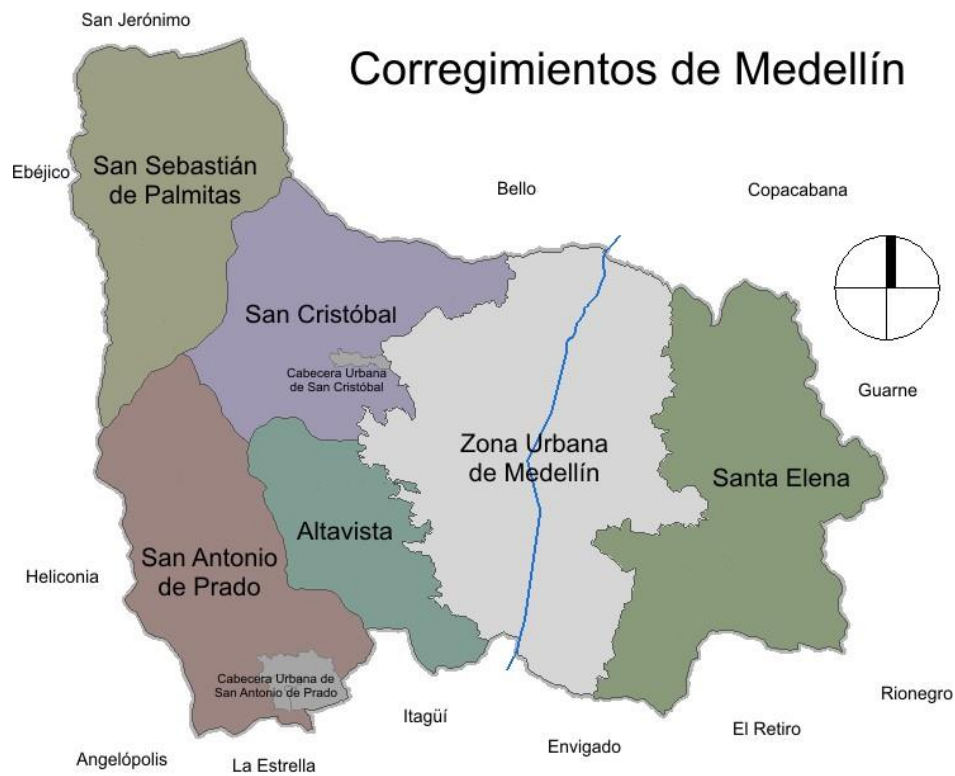 San Jerónimo
Corregimientos de Medellín
San Sebastián
de Palmitas
Ebéjico
Bello
Copacabana
San Cristóbal
Cabecera Urbana
de San Cristóbal
Guarne
Zona Urbana
de Medellín
Santa Elena
Altavista
San Antonio
de Prado
Heliconia
Cabecera Urbana de
San Antonio de Prado
Rionegro
Itagüí
El Retiro
Envigado
Angelópolis
La Estrella